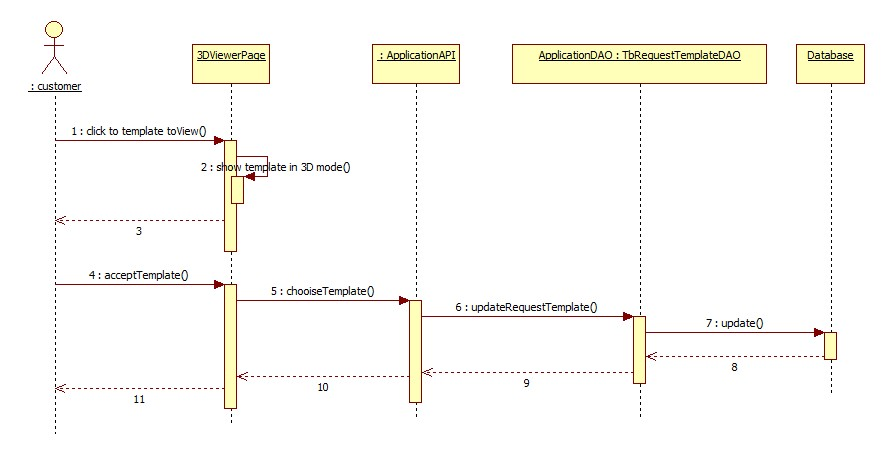 3DViewerPage
: ApplicationAPI
ApplicationDAO : TbRequestTemplateDAO
Database
: customer
1 : click to template toView()
2 : show template in 3D mode()
3
4 : acceptTemplate()
5 : chooiseTemplate()
6 : updateRequestTemplate()
7 : update()
8
9
10
11